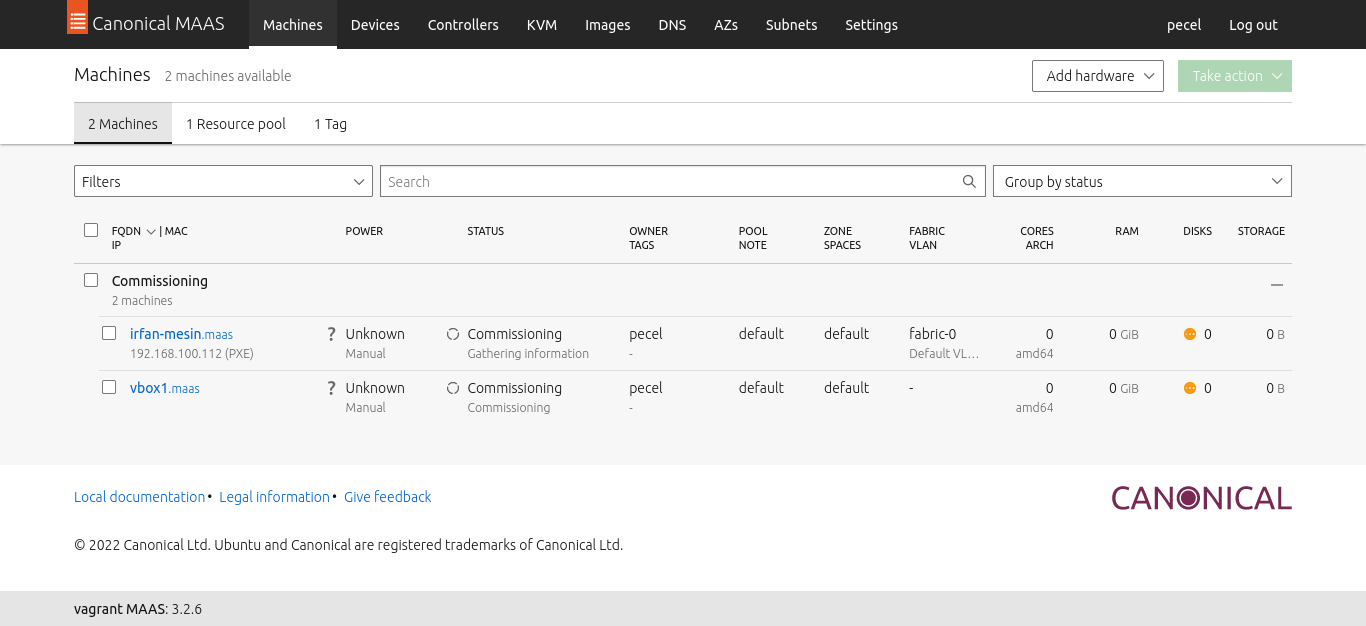 Canonical MAAS Machines Devices Controllers KVM Images DNS AZs Subnets Settings pecel Log out
Machines 2 machines available Add hardware Take action
2 Machines 1 Resource pool 1 Tag
Filters Search Group by status
FQDN | MAC POWER STATUS OWNER POOL ZONE FABRIC CORES RAM DISKS STORAGE
IP TAGS NOTE SPACES VLAN ARCH
Commissioning
2 machines
irfan-mesin.maas ? Unknown Commissioning pecel default default fabric-0 0 0 GiB 0 0 B
192.168.100.112 (PXE) Manual Gathering information - Default VL... amd64
vbox1.maas ? Unknown Commissioning pecel default default - 0 0 GiB 0 0 B
Manual Commissioning - amd64
Local documentation • Legal information • Give feedback CANONICAL
© 2022 Canonical Ltd. Ubuntu and Canonical are registered trademarks of Canonical Ltd.
vagrant MAAS: 3.2.6